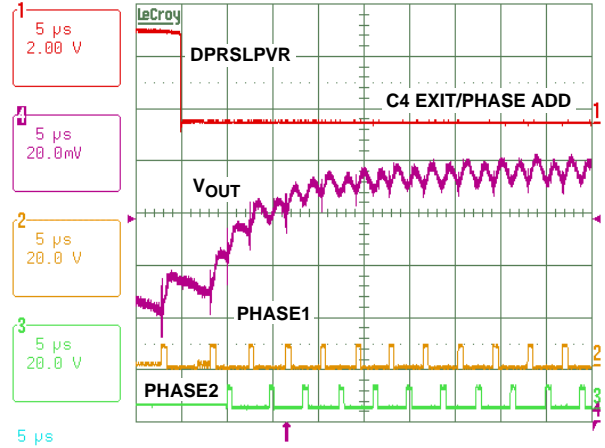 LeCroy
1
5 µs
2.00 V
DPRSLPVR
C4 EXIT/PHASE ADD
1
4
5 µs
20.0mV
VOUT
2
5 µs
20.0 V
PHASE1
3
5 µs
20.0 V
2
PHASE2
3
4
5 µs